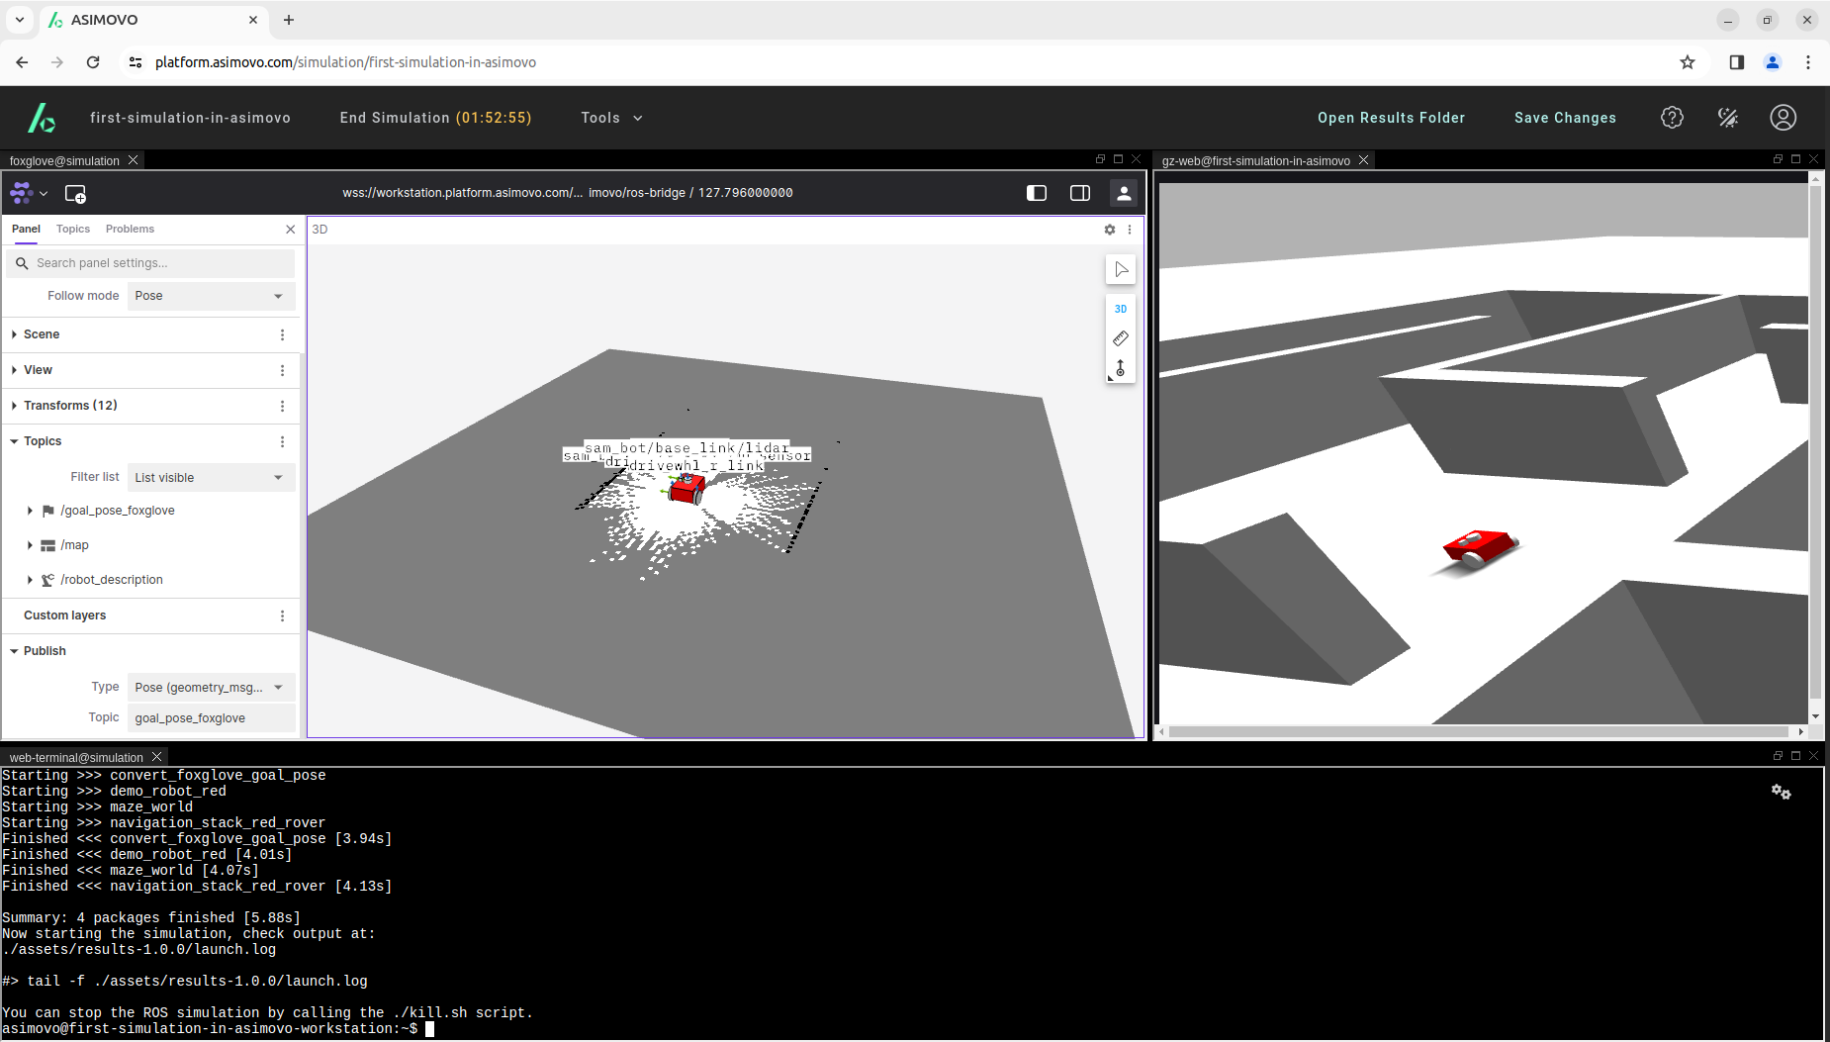 ASIMOVO
platform.asimovo.com/simulation/first-simulation-in-asimovo
first-simulation-in-asimovo
End Simulation (01:52:55)
Tools
Open Results Folder
Save Changes
foxglove@simulation
gz-web@first-simulation-in-asimovo
wss://workstation.platform.asimovo.com/... imovo/ros-bridge / 127.796000000
Panel Topics Problems
3D
Search panel settings...
Follow mode Pose
3D
Scene
View
Transforms (12)
Topics
Filter list List visible
/goal_pose_foxglove
/map
/robot_description
Custom layers
Publish
Type Pose (geometry_msg...
Topic goal_pose_foxglove
sam_bot/base_link/lidar
drivewhl_r_link
web-terminal@simulation
Starting >>> convert_foxglove_goal_pose
Starting >>> demo_robot_red
Starting >>> maze_world
Starting >>> navigation_stack_red_rover
Finished <<< convert_foxglove_goal_pose [3.94s]
Finished <<< demo_robot_red [4.01s]
Finished <<< maze_world [4.07s]
Finished <<< navigation_stack_red_rover [4.13s]
Summary: 4 packages finished [5.88s]
Now starting the simulation, check output at:
./assets/results-1.0.0/launch.log
#> tail -f ./assets/results-1.0.0/launch.log
You can stop the ROS simulation by calling the ./kill.sh script.
asimovo@first-simulation-in-asimovo-workstation:~$